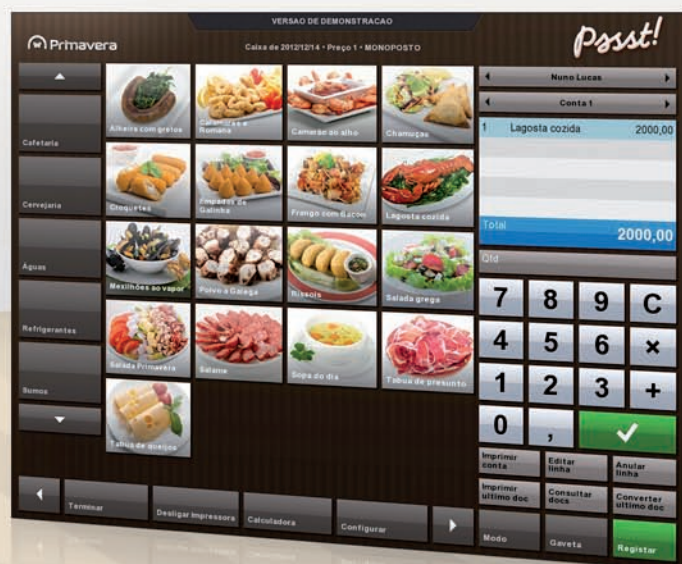 VERSAO DE DEMONSTRACAO
Primavera
Caixa de 2012/12/14 • Preço 1 • MONOPOSTO
Pssst!
Cafetaria
Cervejaria
Águas
Refrigerantes
Sumos
Alheira com grelos
Calamares à
Romana
Camarão ao alho
Chamuças
Croquetes
Empadas de
Galinha
Frango com Bacon
Lagosta cozida
Mexilhões ao vapor
Polvo à Galega
Rissois
Salada grega
Salada Primavera
Salame
Sopa do dia
Tabua de presunto
Tabua de queijos
Nuno Lucas
Conta 1
1 Lagosta cozida 2000,00
Total
2000,00
Qtd
7 8 9 C
4 5 6 ×
1 2 3 +
0 ,
Imprimir
conta
Editar
linha
Anular
linha
Imprimir
ultimo doc
Consultar
docs
Converter
ultimo doc
Modo
Gaveta
Registar
Terminar
Desligar Impressora
Calculadora
Configurar